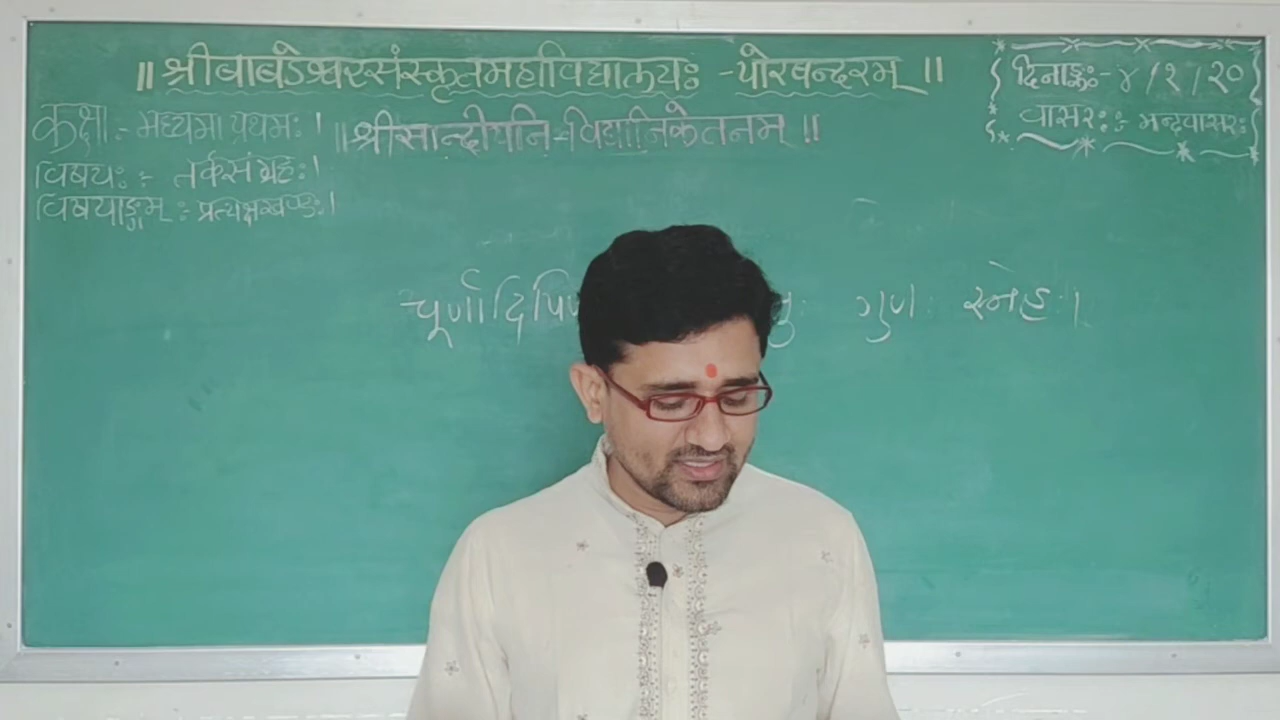 ॥ श्रीबाबडेश्वरसंस्कृतमहाविद्यालयः - पोरबन्दरम् ॥
॥ श्रीसान्दीपनि-विद्यानिकेतनम् ॥
दिनाङ्कः - ४/१/२०
वासरः :- मन्दवासरः
कक्षा :- मध्यमा प्रथमः।
विषयः :- तर्कसंग्रहः।
विषयाङ्गम् :- प्रत्यक्षखण्डः।
चूर्णादिपि गुणः स्नेहः।